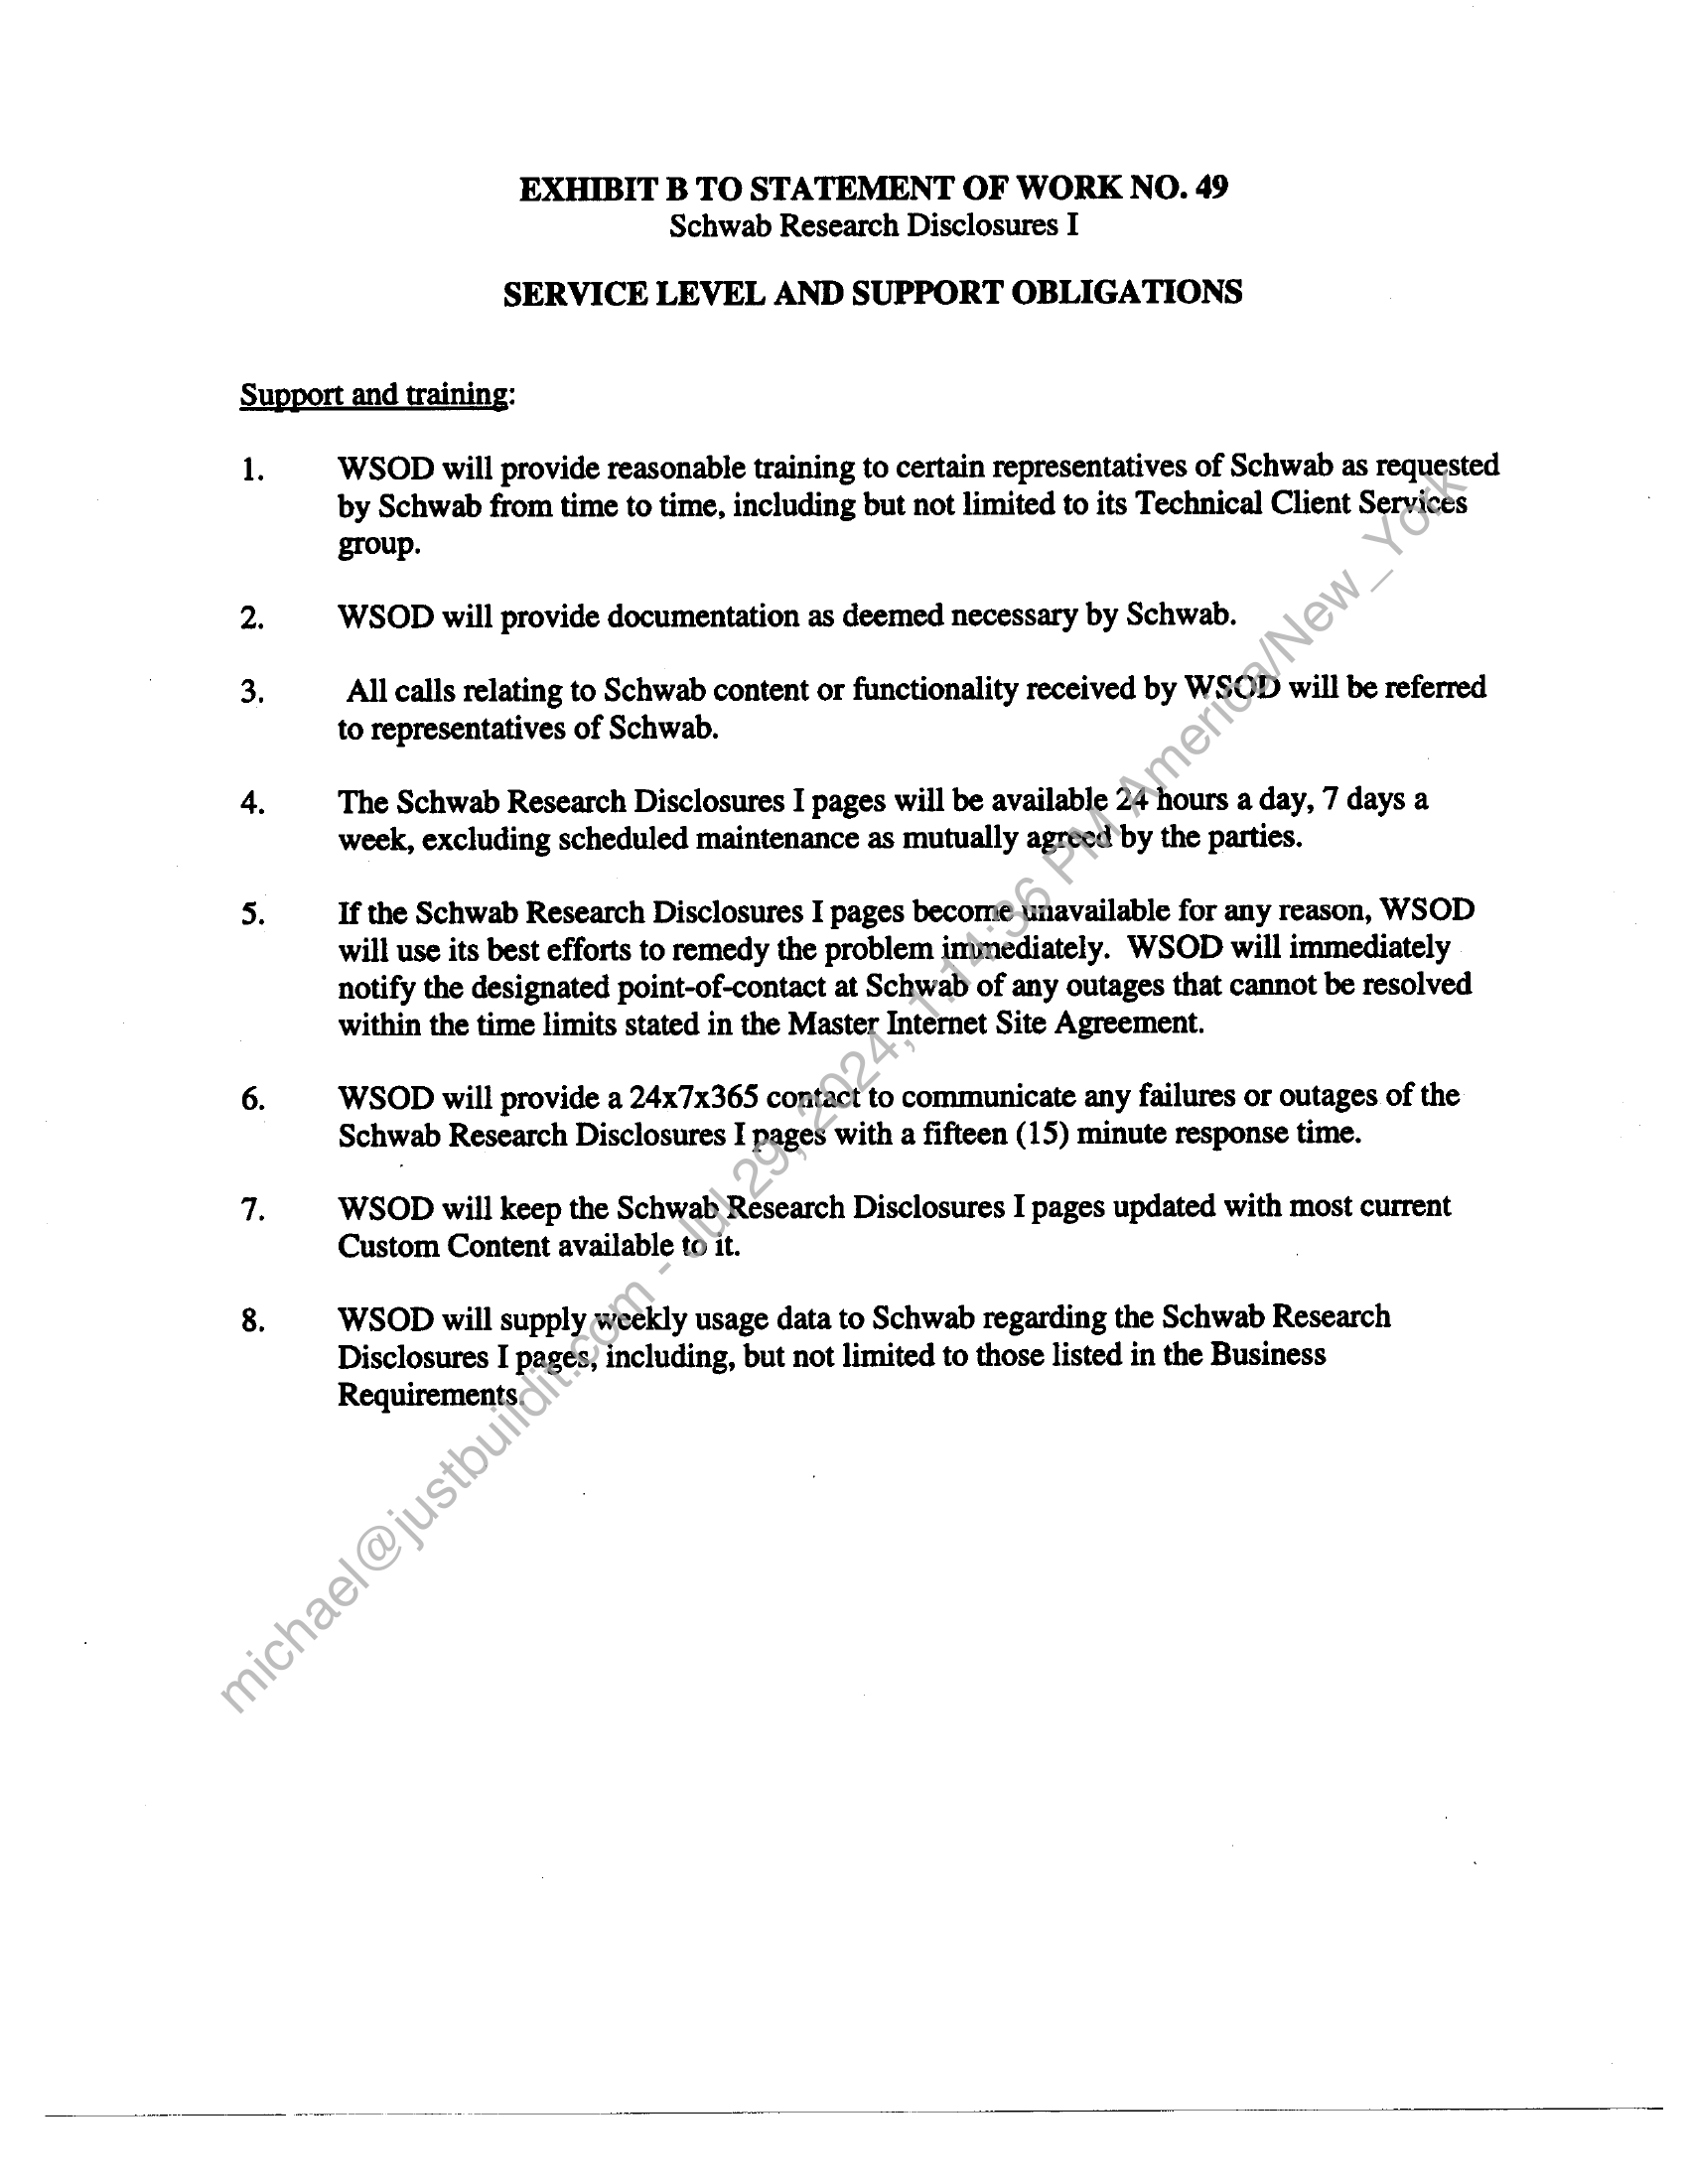 EXHIBIT B TO STATEMENT OF WORK NO. 49
Schwab Research Disclosures I
SERVICE LEVEL AND SUPPORT OBLIGATIONS
Support and training:
1. WSOD will provide reasonable training to certain representatives of Schwab as requested
by Schwab from time to time, including but not limited to its Technical Client Services
group.
2. WSOD will provide documentation as deemed necessary by Schwab.
3. All calls relating to Schwab content or functionality received by WSOD will be referred
to representatives of Schwab.
4. The Schwab Research Disclosures I pages will be available 24 hours a day, 7 days a
week, excluding scheduled maintenance as mutually agreed by the parties.
5. If the Schwab Research Disclosures I pages become unavailable for any reason, WSOD
will use its best efforts to remedy the problem immediately. WSOD will immediately
notify the designated point-of-contact at Schwab of any outages that cannot be resolved
within the time limits stated in the Master Internet Site Agreement.
6. WSOD will provide a 24x7x365 contact to communicate any failures or outages of the
Schwab Research Disclosures I pages with a fifteen (15) minute response time.
7. WSOD will keep the Schwab Research Disclosures I pages updated with most current
Custom Content available to it.
8. WSOD will supply weekly usage data to Schwab regarding the Schwab Research
Disclosures I pages, including, but not limited to those listed in the Business
Requirements.
michael@justbuildit.com - Jul 29, 2024, 1:14:36 PM America/New_York